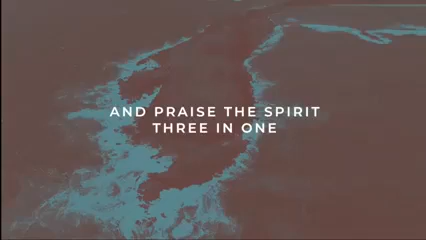 AND PRAISE THE SPIRIT
THREE IN ONE